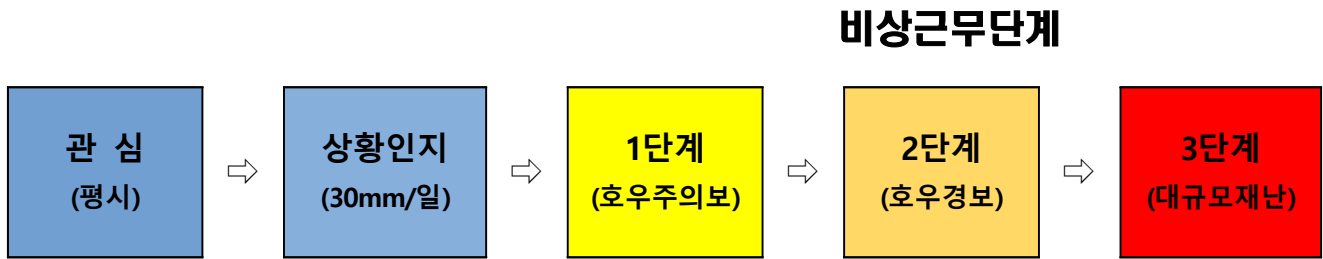 비상근무단계
관 심
(평시)
상황인지
(30mm/일)
1단계
(호우주의보)
2단계
(호우경보)
3단계
(대규모재난)